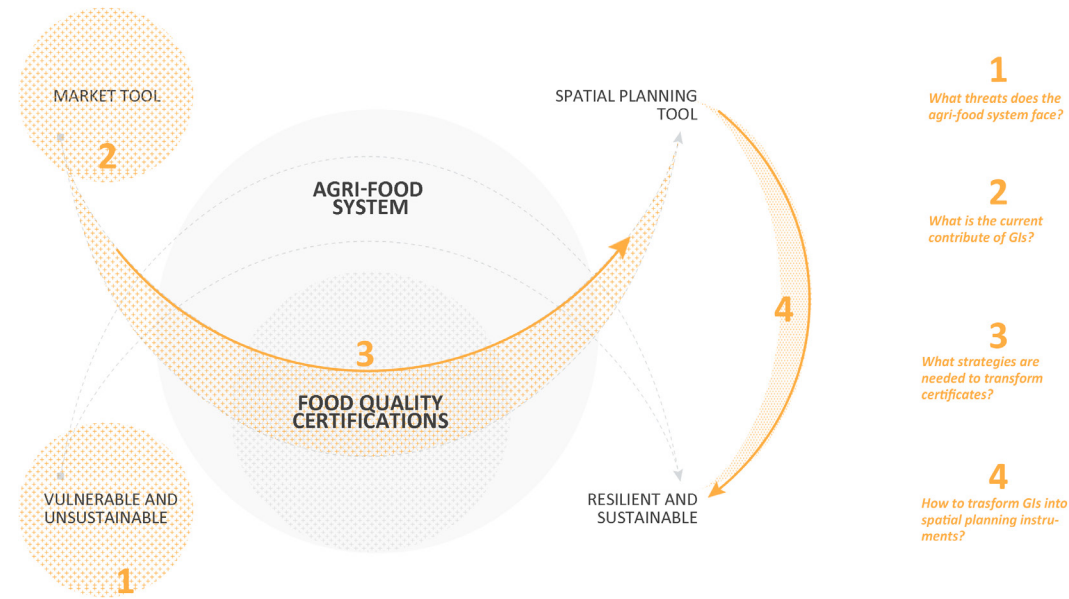 MARKET TOOL
2
SPATIAL PLANNING
TOOL
AGRI-FOOD
SYSTEM
3
FOOD QUALITY
CERTIFICATIONS
4
VULNERABLE AND
UNSUSTAINABLE
1
RESILIENT AND
SUSTAINABLE
1
What threats does the
agri-food system face?
2
What is the current
contribute of GIs?
3
What strategies are
needed to transform
certificates?
4
How to trasform GIs into
spatial planning instru-
ments?